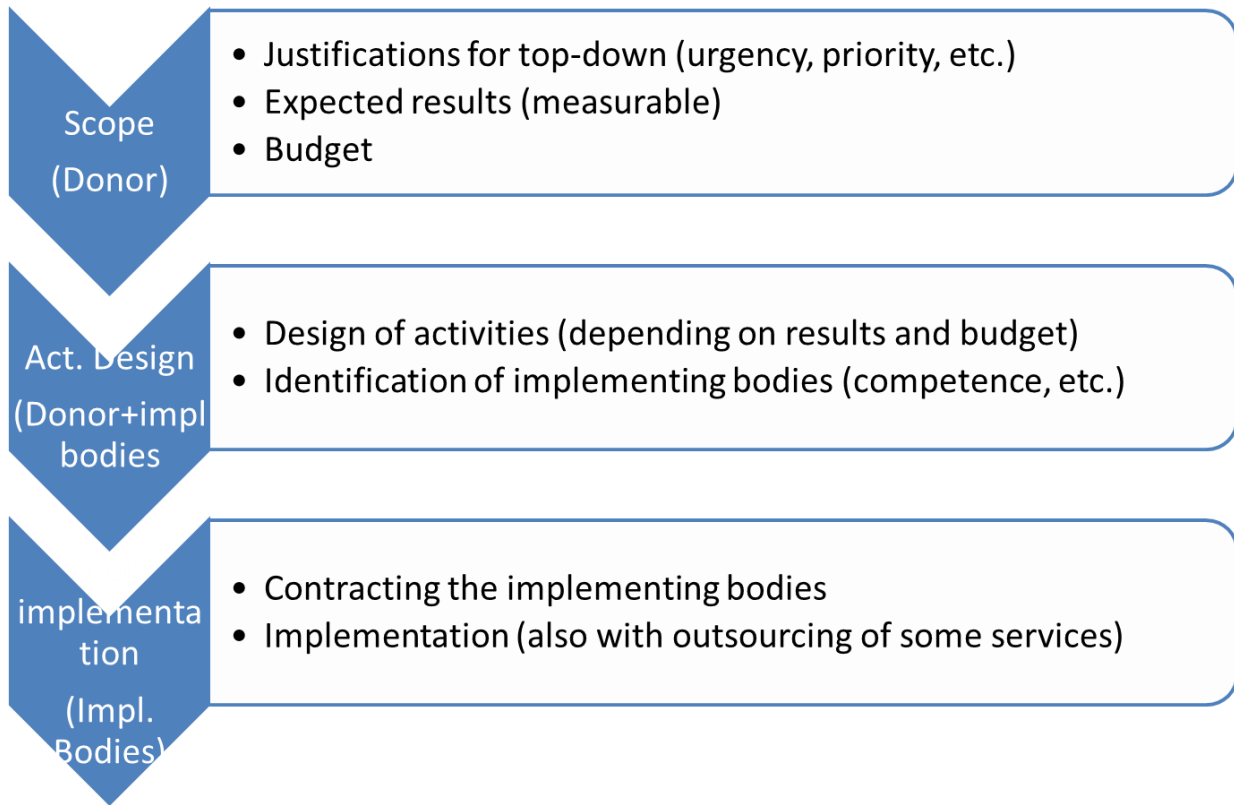 Scope
(Donor)
• Justifications for top-down (urgency, priority, etc.)
• Expected results (measurable)
• Budget
Act. Design
(Donor+impl
bodies
• Design of activities (depending on results and budget)
• Identification of implementing bodies (competence, etc.)
implementa
tion
(Impl.
Bodies)
• Contracting the implementing bodies
• Implementation (also with outsourcing of some services)